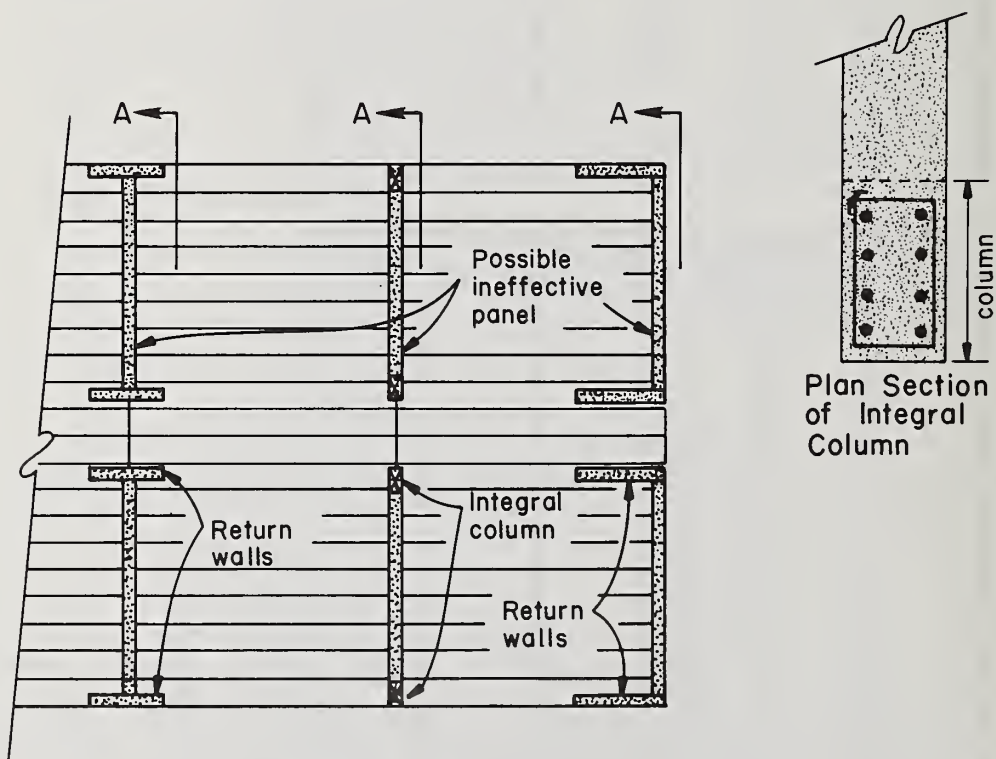 A
A
A
Possible
ineffective
panel
Return
walls
Integral
column
Return
walls
column
Plan Section
of Integral
Column